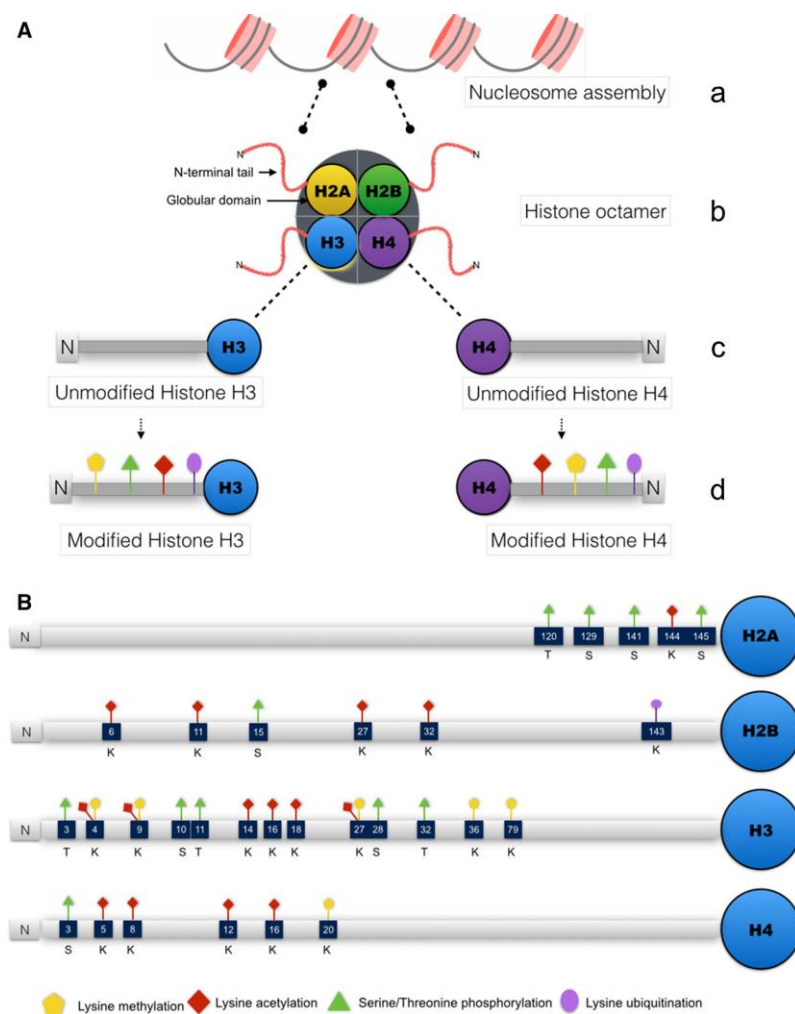 A
Nucleosome assembly a
N N
N-terminal tail
Globular domain
H2A H2B
Histone octamer b
H3 H4
N N
N H3 H4 N c
Unmodified Histone H3 Unmodified Histone H4
N H3 H4 N d
Modified Histone H3 Modified Histone H4
B
N 120 129 141 144 145 H2A
T S S K S
N 6 11 15 27 32 143 H2B
K K S K K K
N 3 4 9 10 11 14 16 18 27 28 32 36 79 H3
T K K S T K K K K S T K K
N 3 5 8 12 16 20 H4
S K K K K K
Lysine methylation Lysine acetylation Serine/Threonine phosphorylation Lysine ubiquitination